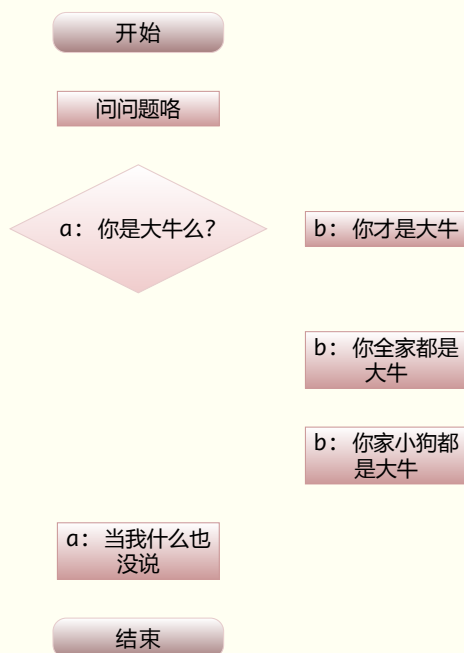 开始
问问题咯
a: 你是大牛么?
b: 你才是大牛
b: 你全家都是
大牛
b: 你家小狗都
是大牛
a: 当我什么也
没说
结束